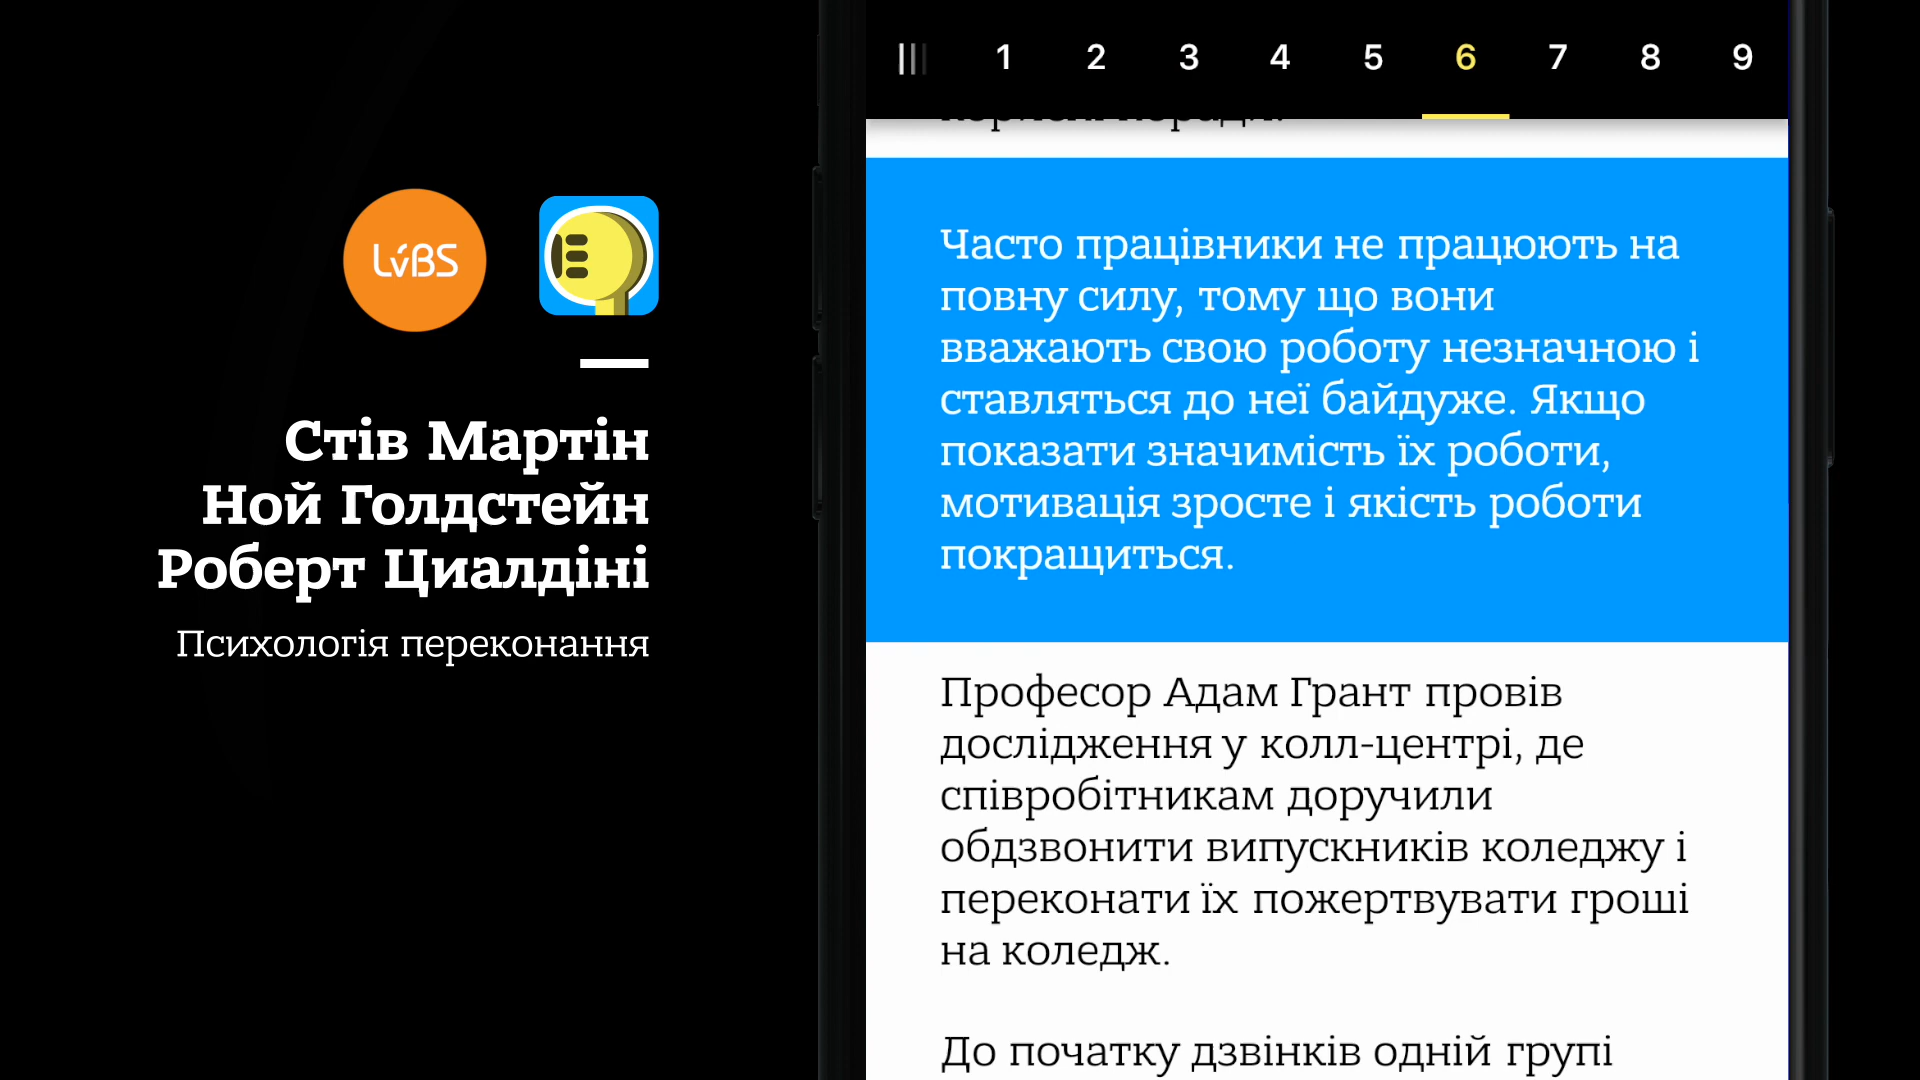 LvBS
Стів Мартін
Ной Голдстейн
Роберт Циалдіні
Психологія переконання
1 2 3 4 5 6 7 8 9
Часто працівники не працюють на
повну силу, тому що вони
вважають свою роботу незначною і
ставляться до неї байдуже. Якщо
показати значимість їх роботи,
мотивація зросте і якість роботи
покращиться.
Професор Адам Грант провів
дослідження у колл-центрі, де
співробітникам доручили
обдзвонити випускників коледжу і
переконати їх пожертвувати гроші
на коледж.
До початку дзвінків одній групі